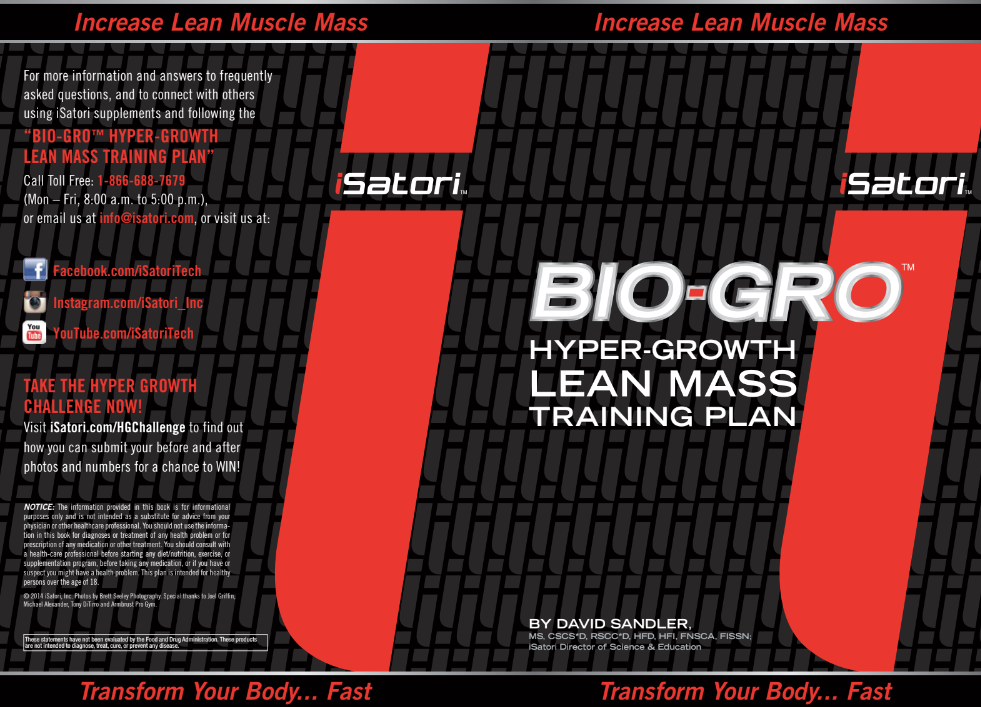 Increase Lean Muscle Mass
For more information and answers to frequently
asked questions, and to connect with others
using iSatori supplements and following the
“BIO-GRO™ HYPER-GROWTH
LEAN MASS TRAINING PLAN”
Call Toll Free: 1-866-688-7679
(Mon – Fri, 8:00 a.m. to 5:00 p.m.),
or email us at info@isatori.com, or visit us at:
Facebook.com/iSatoriTech
Instagram.com/iSatori_Inc
You
Tube
YouTube.com/iSatoriTech
TAKE THE HYPER GROWTH
CHALLENGE NOW!
Visit iSatori.com/HGChallenge to find out
how you can submit your before and after
photos and numbers for a chance to WIN!
NOTICE: The information provided in this book is for informational
purposes only and is not intended as a substitute for advice from your
physician or other healthcare professional. You should not use the informa-
tion in this book for diagnoses or treatment of any health problem or for
prescription of any medication or other treatment. You should consult with
a health-care professional before starting any diet/nutrition, exercise, or
supplementation program, before taking any medication, or if you have or
suspect you might have a health problem. This plan is intended for healthy
persons over the age of 18.
© 2014 iSatori, Inc. Photos by Brett Seeley Photography. Special thanks to Joel Griffin,
Michael Alexander, Tony DiTirro and Armbrust Pro Gym.
These statements have not been evaluated by the Food and Drug Administration. These products
are not intended to diagnose, treat, cure, or prevent any disease.
iSatori™
Transform Your Body... Fast
Increase Lean Muscle Mass
iSatori™
BIO-GRO™
HYPER-GROWTH
LEAN MASS
TRAINING PLAN
BY DAVID SANDLER,
MS, CSCS*D, RSCC*D, HFD, HFI, FNSCA, FISSN;
iSatori Director of Science & Education
Transform Your Body... Fast